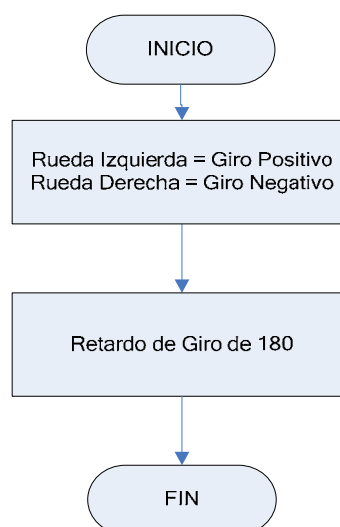 INICIO
Rueda Izquierda = Giro Positivo
Rueda Derecha = Giro Negativo
Retardo de Giro de 180
FIN